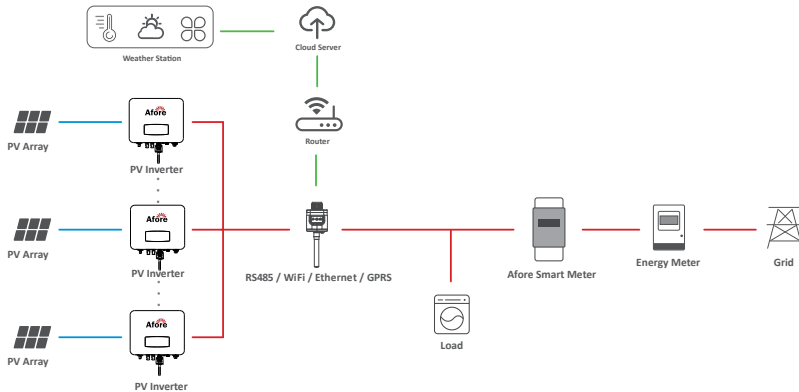 Weather Station
Cloud Server
Router
Afore
PV Array
PV Inverter
Afore
PV Array
PV Inverter
RS485 / WiFi / Ethernet / GPRS
Afore Smart Meter
Energy Meter
Grid
Load
Afore
PV Array
PV Inverter